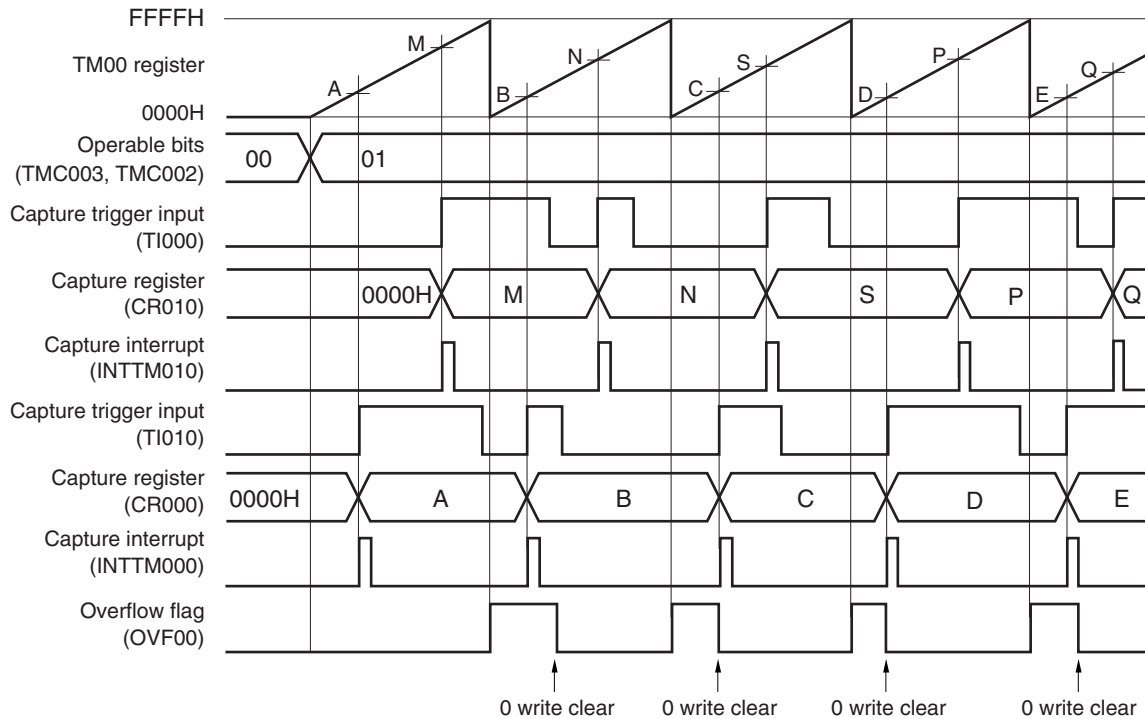 FFFFH
TM00 register
0000H
A M B N C S D P E Q
Operable bits
(TMC003, TMC002)
00 01
Capture trigger input
(TI000)
Capture register
(CR010)
0000H M N S P Q
Capture interrupt
(INTTM010)
Capture trigger input
(TI010)
Capture register
(CR000)
0000H A B C D E
Capture interrupt
(INTTM000)
Overflow flag
(OVF00)
0 write clear 0 write clear 0 write clear 0 write clear